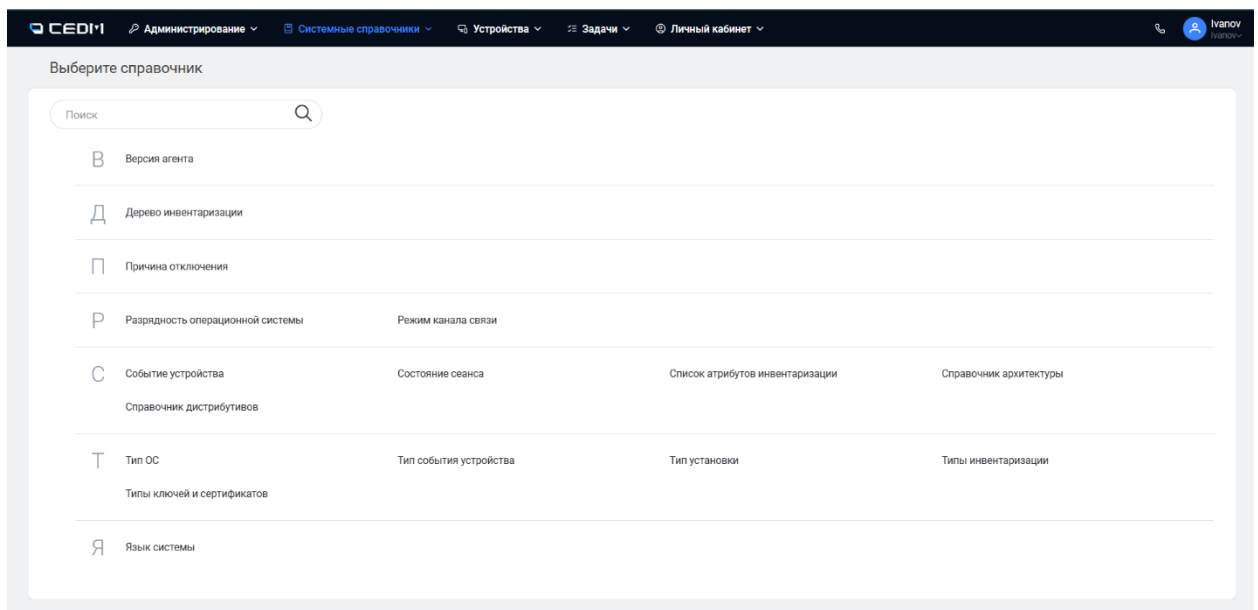 CEDM Администрирование Системные справочники Устройства Задачи Личный кабинет Ivanov
ivanov
Выберите справочник
Поиск
В Версия агента
Д Дерево инвентаризации
П Причина отключения
Р Разрядность операционной системы Режим канала связи
С Событие устройства Состояние сеанса Список атрибутов инвентаризации Справочник архитектуры
Справочник дистрибутивов
Т Тип ОС Тип события устройства Тип установки Типы инвентаризации
Типы ключей и сертификатов
Я Язык системы